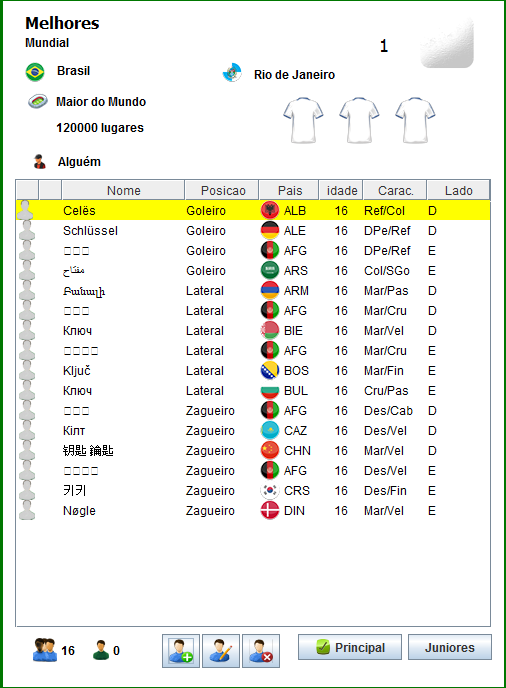 Melhores
Mundial
1
Brasil
Rio de Janeiro
Maior do Mundo
120000 lugares
Alguém
Nome Posicao Pais idade Carac. Lado
Celës Goleiro ALB 16 Ref/Col D
Schlüssel Goleiro ALE 16 DPe/Ref D
□□□ Goleiro AFG 16 DPe/Ref E
مفتاح Goleiro ARS 16 Col/SGo E
Բանալի Lateral ARM 16 Mar/Pas D
□□□□ Lateral AFG 16 Mar/Cru D
Ключ Lateral BIE 16 Mar/Vel D
□□□□ Lateral AFG 16 Mar/Cru E
Ključ Lateral BOS 16 Mar/Fin E
Ключ Lateral BUL 16 Cru/Pas E
□□□ Zagueiro AFG 16 Des/Cab D
Кілт Zagueiro CAZ 16 Des/Vel D
钥匙 鑰匙 Zagueiro CHN 16 Mar/Vel D
□□□□ Zagueiro AFG 16 Des/Vel E
키키 Zagueiro CRS 16 Des/Fin E
Nøgle Zagueiro DIN 16 Mar/Vel E
16 0 Principal Juniores